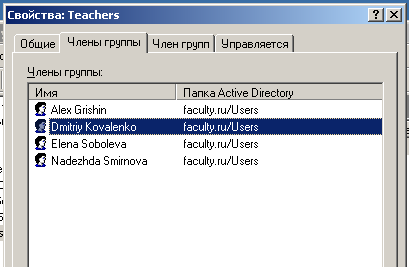 Свойства: Teachers
Общие Члены группы Член групп Управляется
Члены группы:
Имя Папка Active Directory
Alex Grishin faculty.ru/Users
Dmitriy Kovalenko faculty.ru/Users
Elena Soboleva faculty.ru/Users
Nadezhda Smirnova faculty.ru/Users